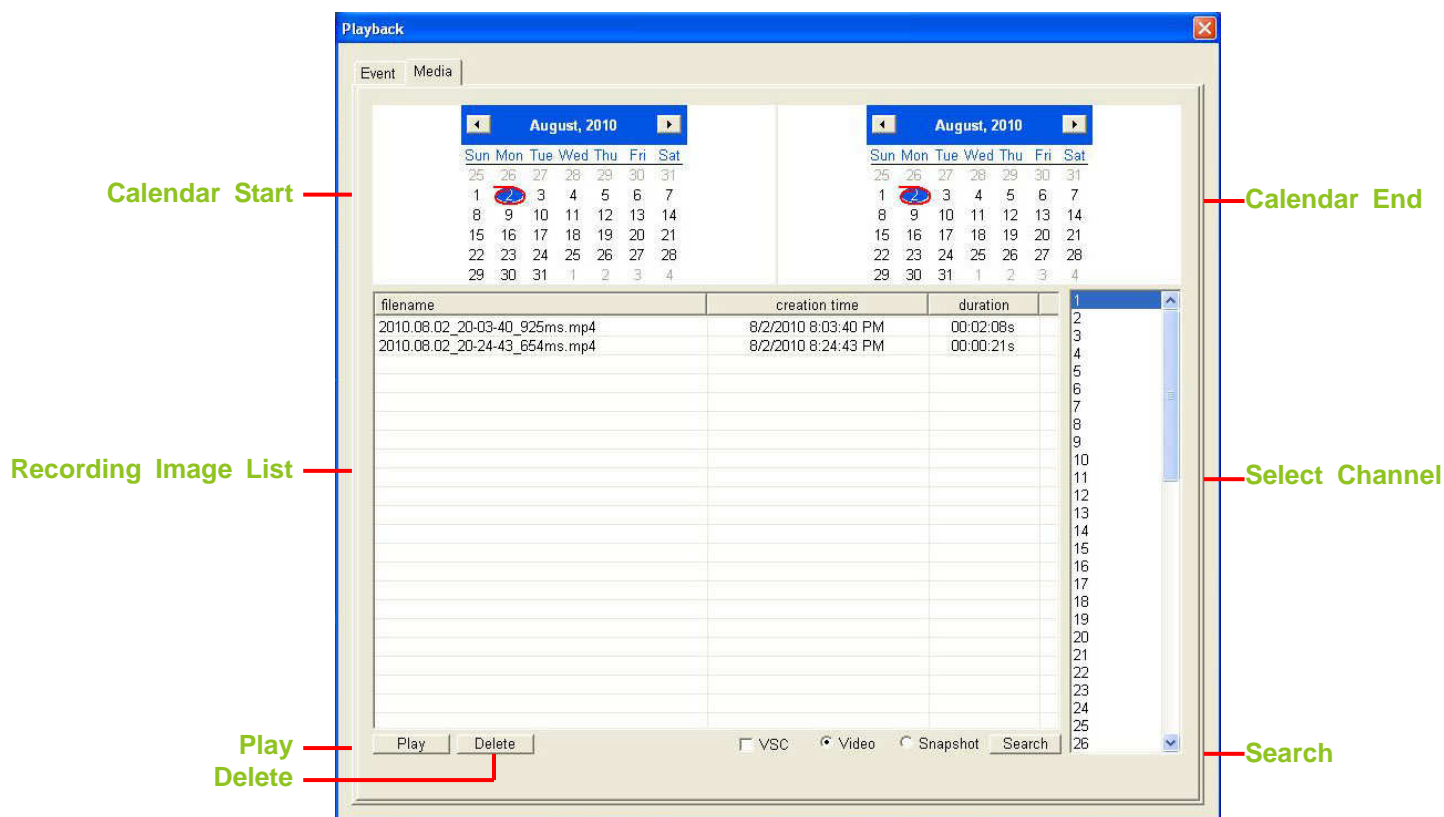 Playback
Event Media
August, 2010
Sun Mon Tue Wed Thu Fri Sat
25 26 27 28 29 30 31
1 2 3 4 5 6 7
8 9 10 11 12 13 14
15 16 17 18 19 20 21
22 23 24 25 26 27 28
29 30 31 1 2 3 4
August, 2010
Sun Mon Tue Wed Thu Fri Sat
25 26 27 28 29 30 31
1 2 3 4 5 6 7
8 9 10 11 12 13 14
15 16 17 18 19 20 21
22 23 24 25 26 27 28
29 30 31 1 2 3 4
Calendar Start
Calendar End
filename creation time duration
2010.08.02_20-03-40_925ms.mp4 8/2/2010 8:03:40 PM 00:02:08s
2010.08.02_20-24-43_654ms.mp4 8/2/2010 8:24:43 PM 00:00:21s
1
2
3
4
5
6
7
8
9
10
11
12
13
14
15
16
17
18
19
20
21
22
23
24
25
26
Recording Image List
Select Channel
Play Delete VSC Video Snapshot Search
Play
Delete
Search